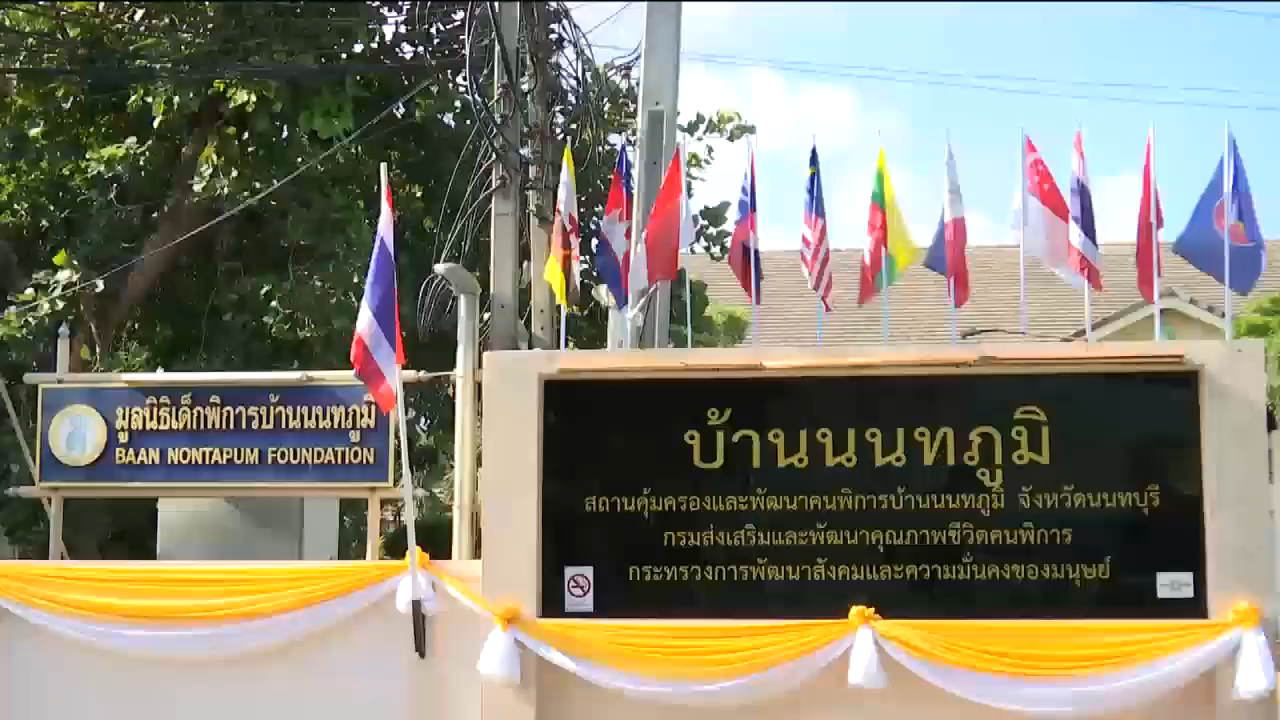 มูลนิธิเด็กพิการบ้านนนทภูมิ
BAAN NONTAPUM FOUNDATION
บ้านนนทภูมิ
สถานคุ้มครองและพัฒนาคนพิการบ้านนนทภูมิ จังหวัดนนทบุรี
กรมส่งเสริมและพัฒนาคุณภาพชีวิตคนพิการ
กระทรวงการพัฒนาสังคมและความมั่นคงของมนุษย์